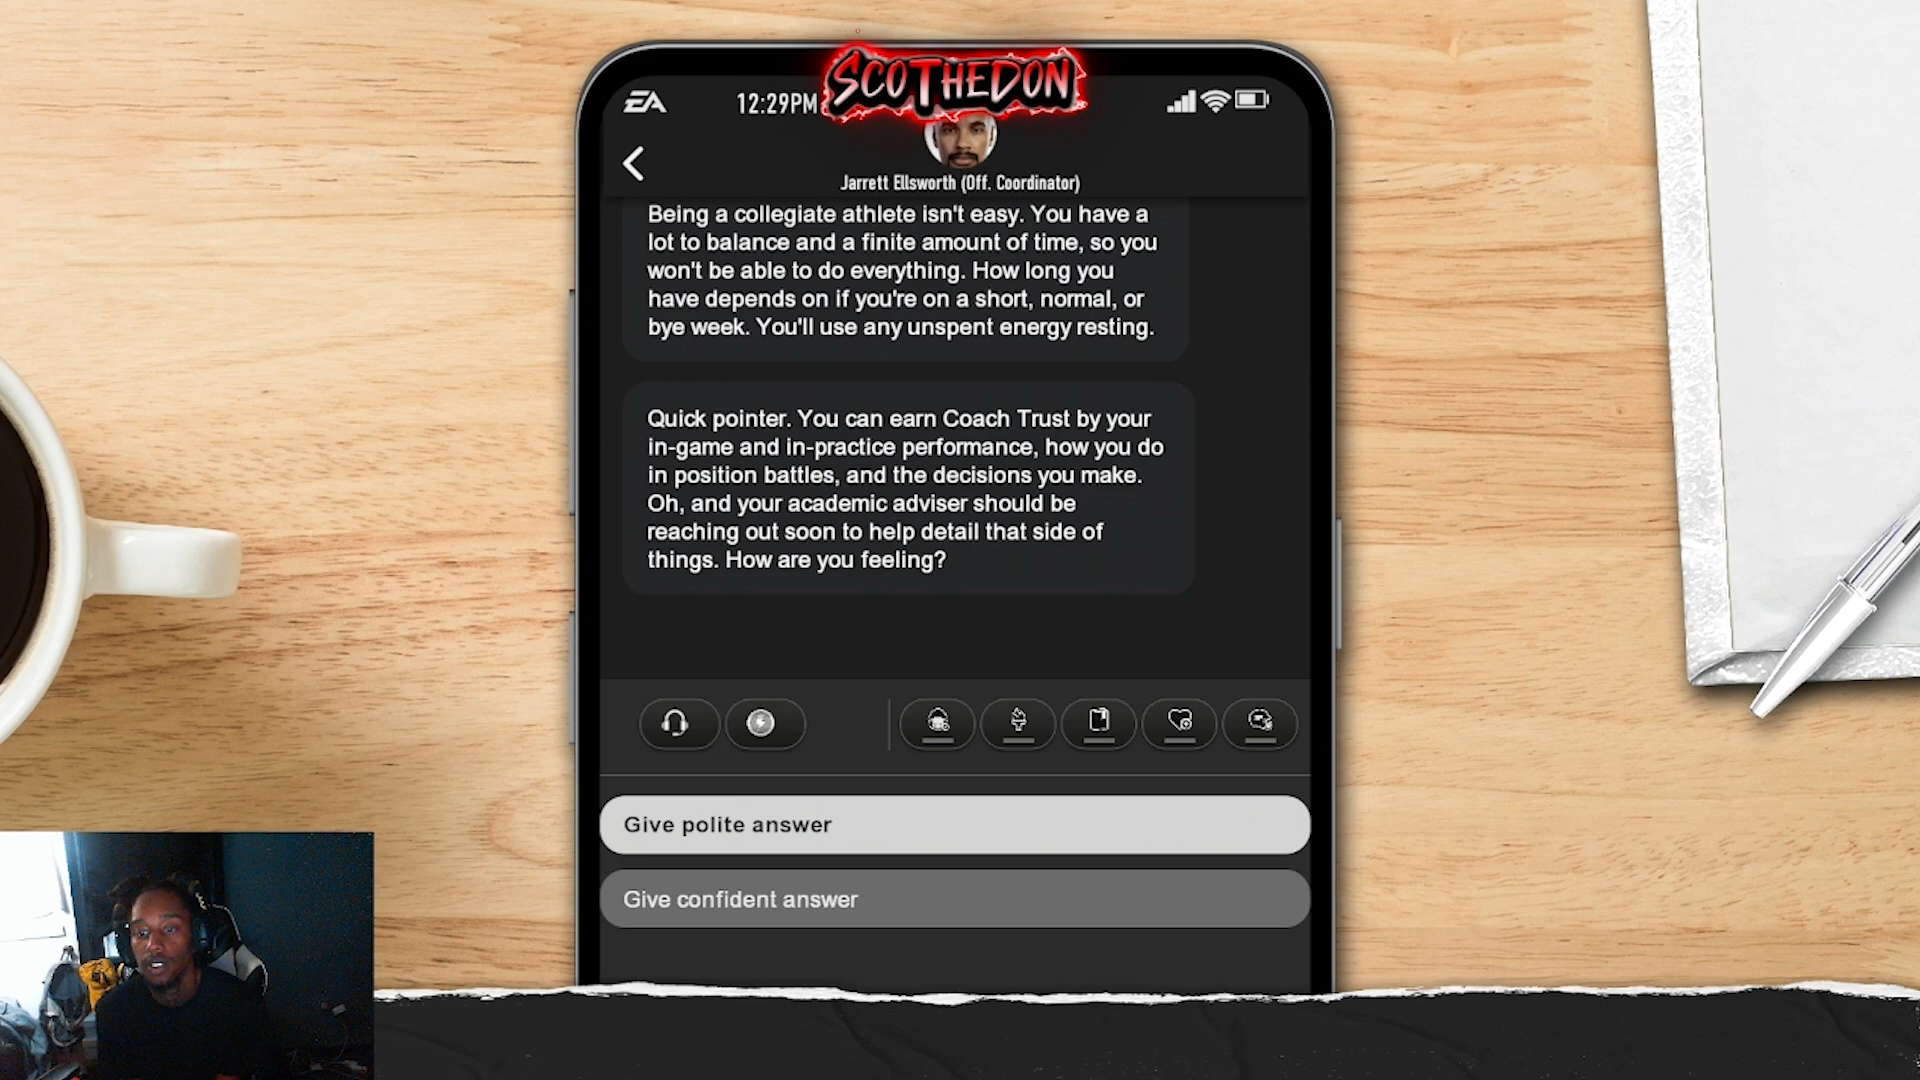 SCOTHEDON
EA
12:29PM
Jarrett Ellsworth (Off. Coordinator)
Being a collegiate athlete isn't easy. You have a
lot to balance and a finite amount of time, so you
won't be able to do everything. How long you
have depends on if you're on a short, normal, or
bye week. You'll use any unspent energy resting.
Quick pointer. You can earn Coach Trust by your
in-game and in-practice performance, how you do
in position battles, and the decisions you make.
Oh, and your academic adviser should be
reaching out soon to help detail that side of
things. How are you feeling?
Give polite answer
Give confident answer